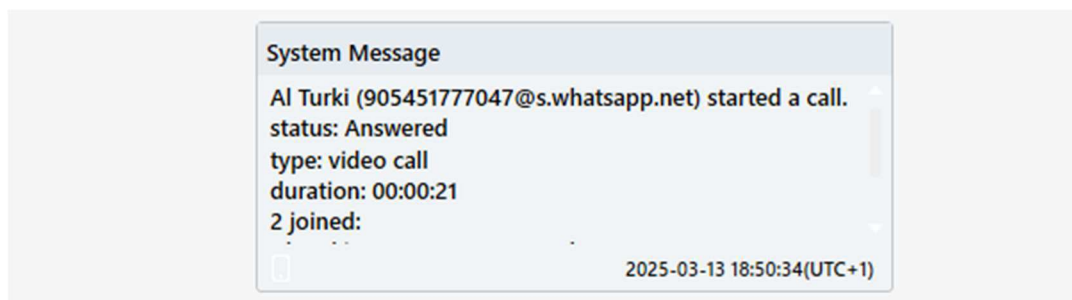 System Message
Al Turki (905451777047@s.whatsapp.net) started a call.
status: Answered
type: video call
duration: 00:00:21
2 joined:
2025-03-13 18:50:34(UTC+1)